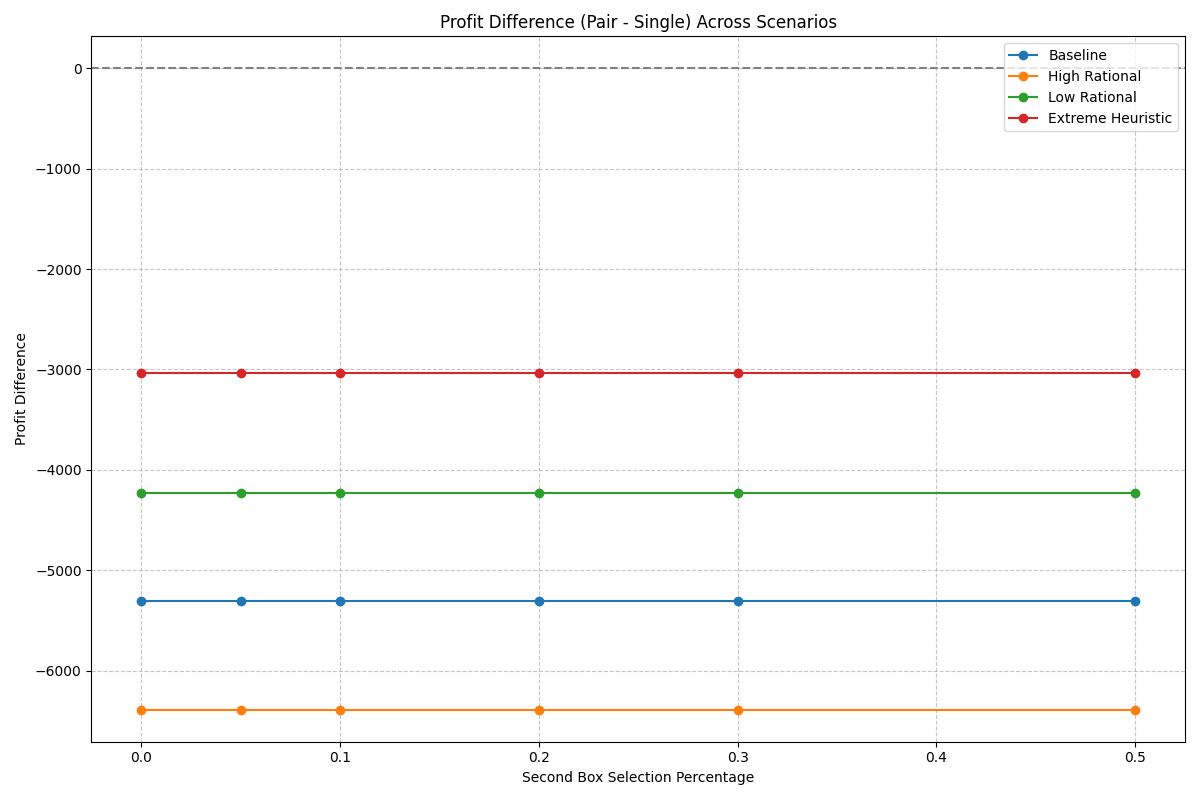 Profit Difference (Pair - Single) Across Scenarios
Baseline
High Rational
Low Rational
Extreme Heuristic
0
−1000
−2000
−3000
−4000
−5000
−6000
Profit Difference
0.0 0.1 0.2 0.3 0.4 0.5
Second Box Selection Percentage